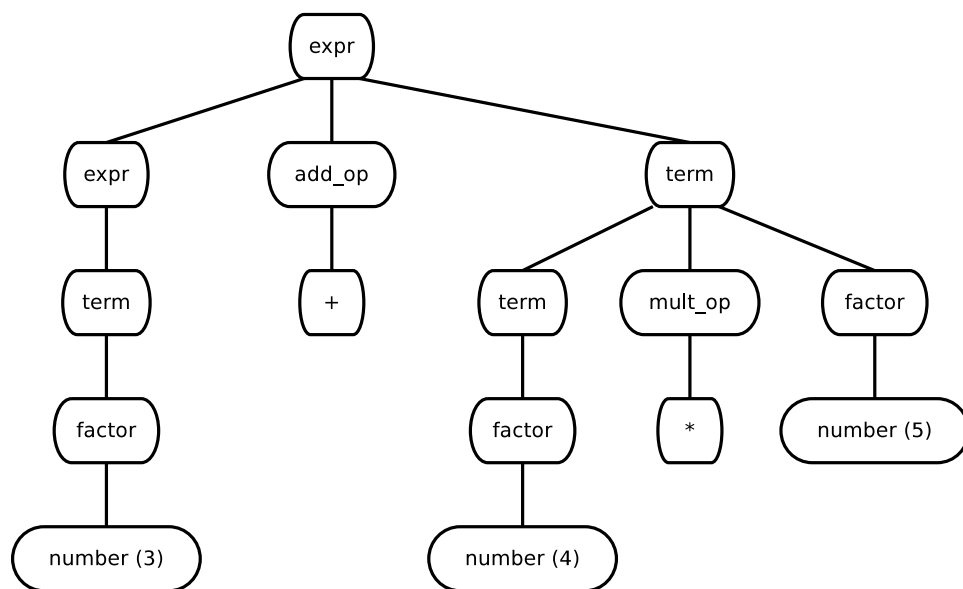 expr
expr
add_op
term
term
+
term
mult_op
factor
factor
factor
*
number (5)
number (3)
number (4)